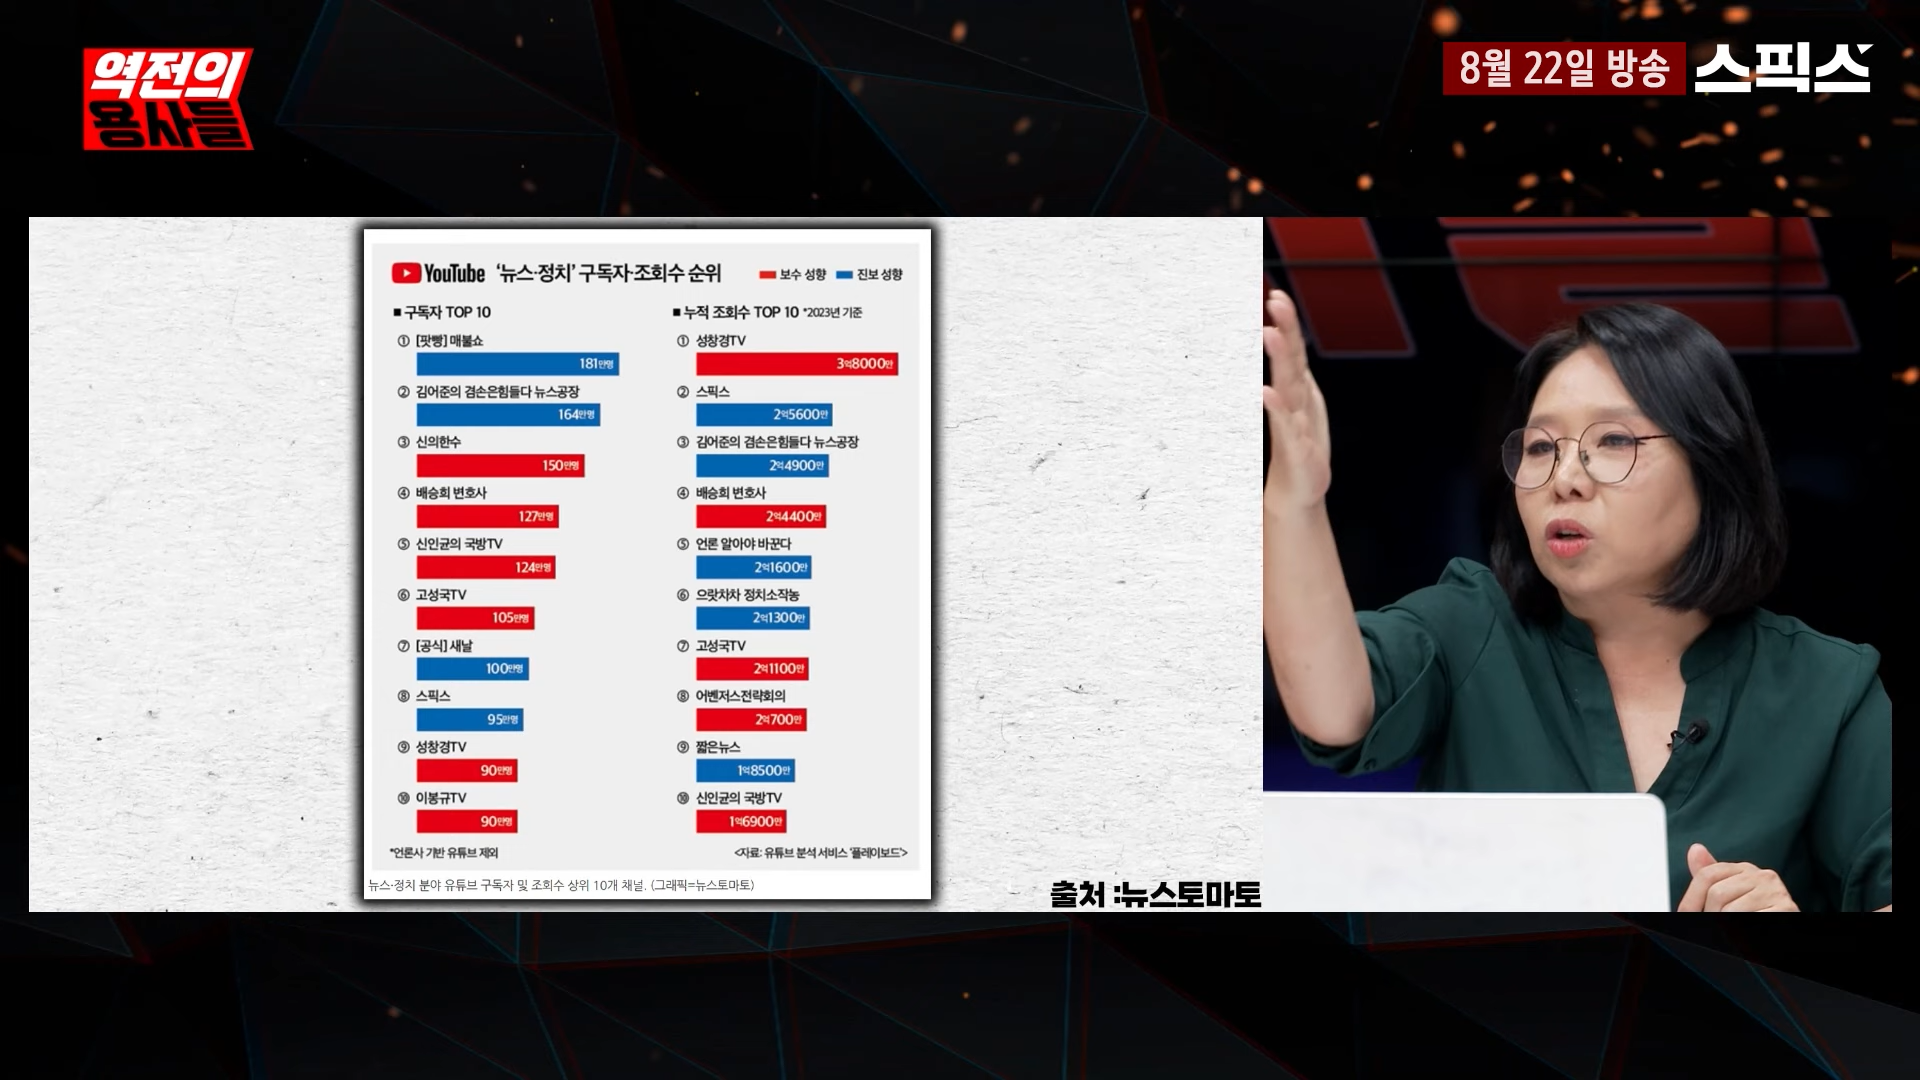 역전의
용사들
8월 22일 방송 스픽스
YouTube '뉴스·정치' 구독자·조회수 순위
보수 성향 진보 성향
■ 구독자 TOP 10
① [팟빵] 매불쇼
181만명
② 김어준의 겸손은힘들다 뉴스공장
164만명
③ 신의한수
150만명
④ 배승희 변호사
127만명
⑤ 신인균의 국방TV
124만명
⑥ 고성국TV
105만명
⑦ [공식] 새날
100만명
⑧ 스픽스
95만명
⑨ 성창경TV
90만명
⑩ 이봉규TV
90만명
*언론사 기반 유튜브 제외
■ 누적 조회수 TOP 10 *2023년 기준
① 성창경TV
3억8000만
② 스픽스
2억5600만
③ 김어준의 겸손은힘들다 뉴스공장
2억4900만
④ 배승희 변호사
2억4400만
⑤ 언론 알아야 바꾼다
2억1600만
⑥ 으랏차차 정치소작농
2억1300만
⑦ 고성국TV
2억1100만
⑧ 어벤저스전략회의
2억700만
⑨ 짧은뉴스
1억8500만
⑩ 신인균의 국방TV
1억6900만
<자료: 유튜브 분석 서비스 '플레이보드'>
뉴스·정치 분야 유튜브 구독자 및 조회수 상위 10개 채널. (그래픽=뉴스토마토)
출처 :뉴스토마토